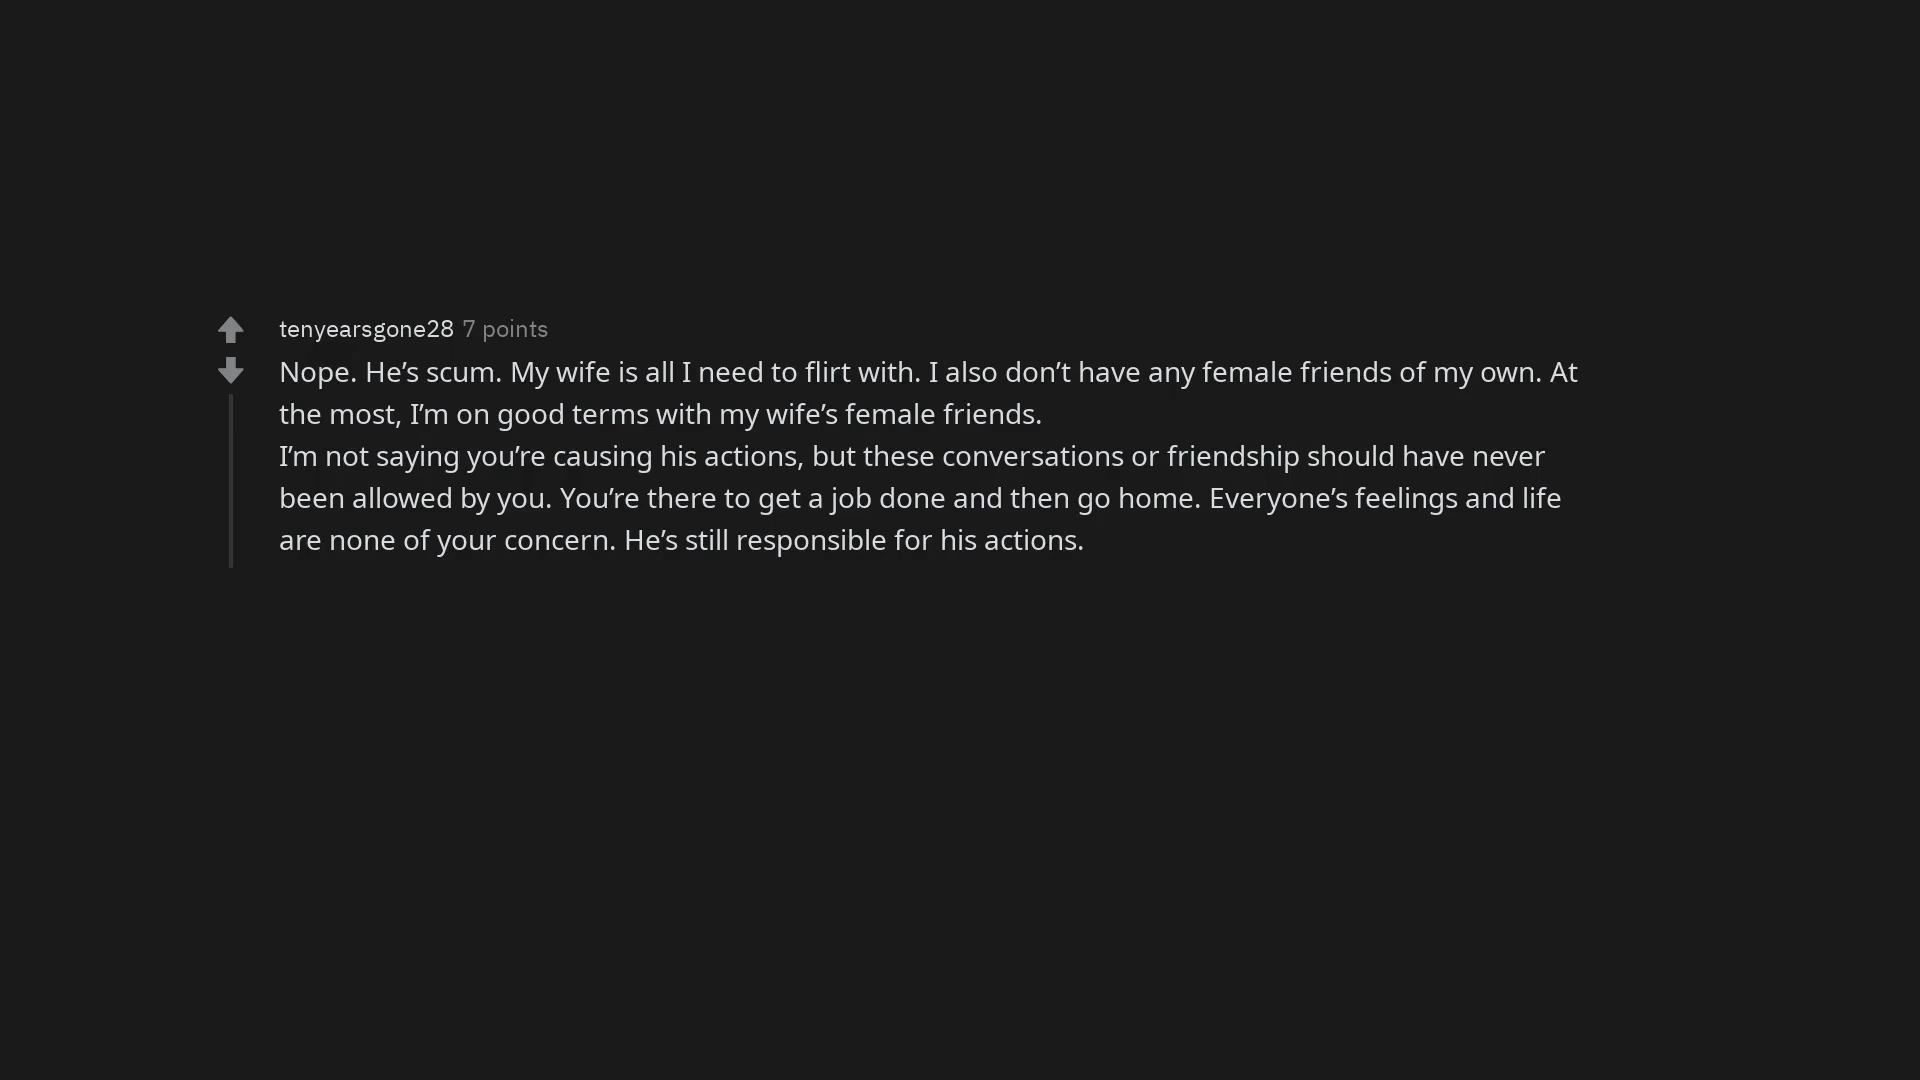 tenyearsgone28 7 points
Nope. He’s scum. My wife is all I need to flirt with. I also don’t have any female friends of my own. At
the most, I’m on good terms with my wife’s female friends.
I’m not saying you’re causing his actions, but these conversations or friendship should have never
been allowed by you. You’re there to get a job done and then go home. Everyone’s feelings and life
are none of your concern. He’s still responsible for his actions.